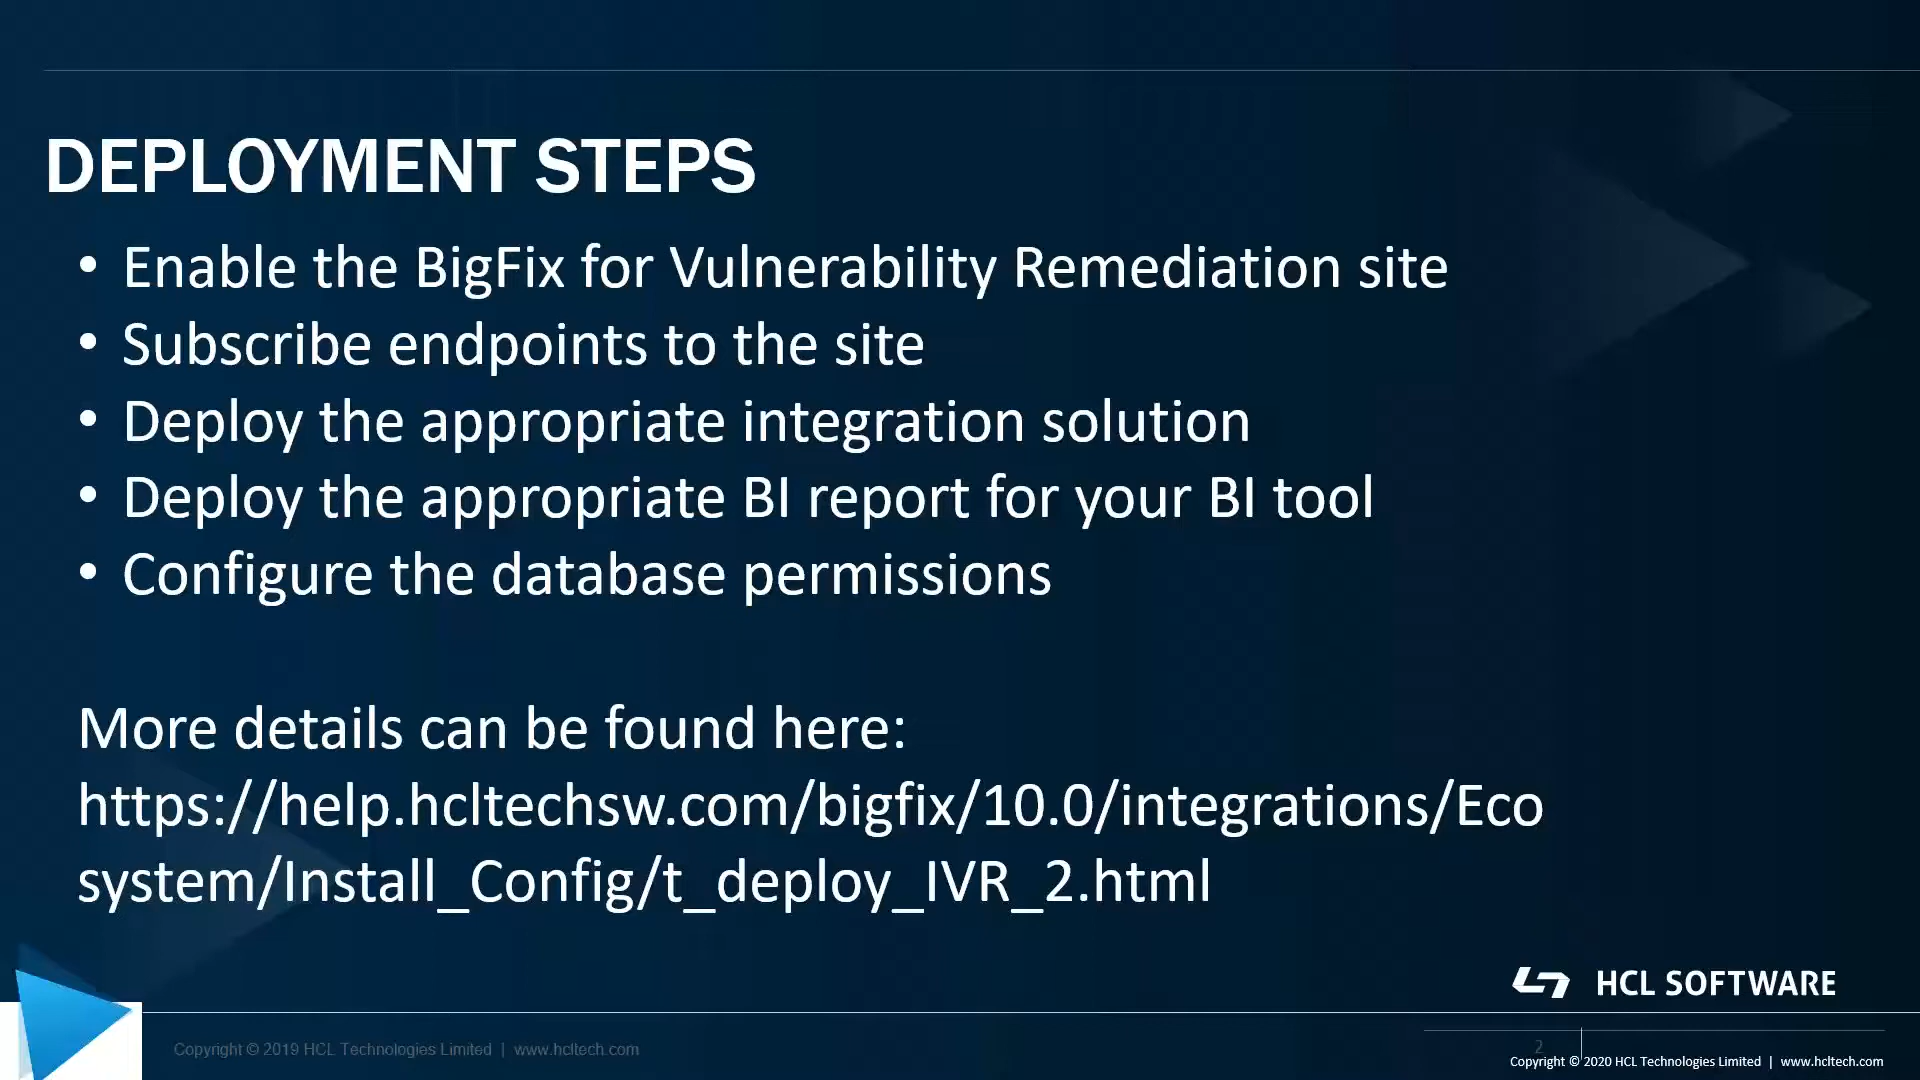 DEPLOYMENT STEPS
• Enable the BigFix for Vulnerability Remediation site
• Subscribe endpoints to the site
• Deploy the appropriate integration solution
• Deploy the appropriate BI report for your BI tool
• Configure the database permissions
More details can be found here:
https://help.hcltechsw.com/bigfix/10.0/integrations/Eco
system/Install_Config/t_deploy_IVR_2.html
HCL SOFTWARE
Copyright © 2019 HCL Technologies Limited | www.hcltech.com
2
Copyright © 2020 HCL Technologies Limited | www.hcltech.com